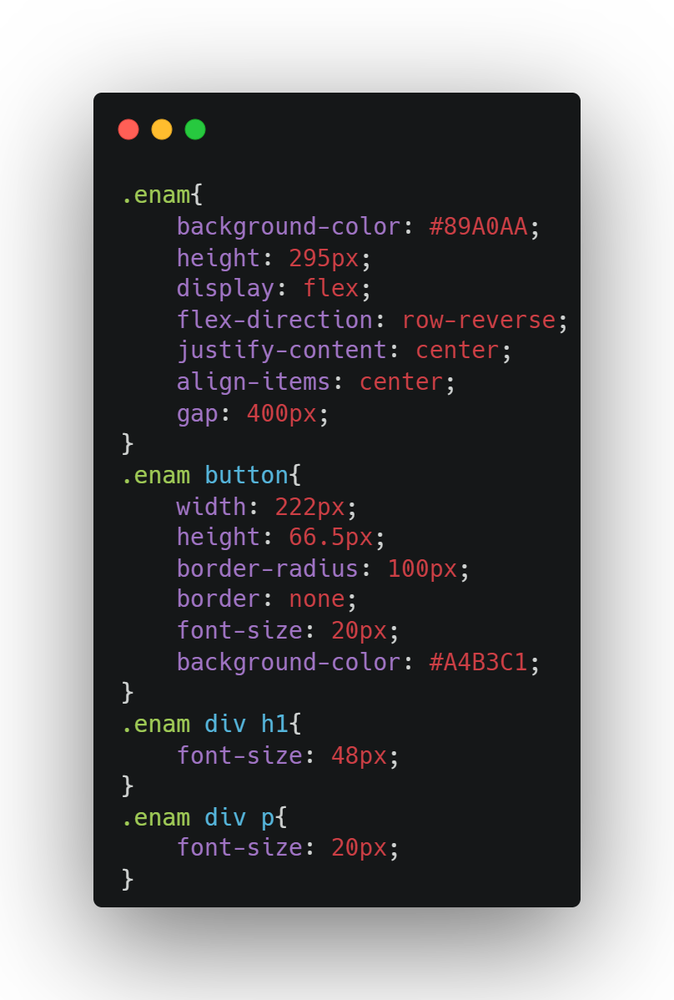 .enam{
    background-color: #89A0AA;
    height: 295px;
    display: flex;
    flex-direction: row-reverse;
    justify-content: center;
    align-items: center;
    gap: 400px;
}
.enam button{
    width: 222px;
    height: 66.5px;
    border-radius: 100px;
    border: none;
    font-size: 20px;
    background-color: #A4B3C1;
}
.enam div h1{
    font-size: 48px;
}
.enam div p{
    font-size: 20px;
}